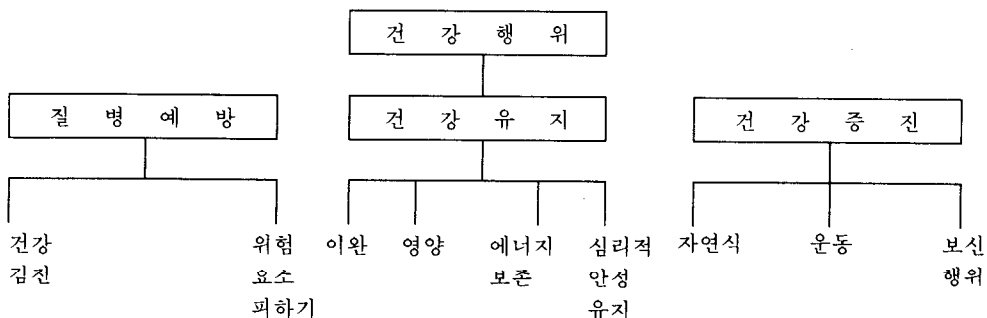 건 강 행 위
질 병 예 방
건 강 유 지
건 강 증 진
건강
김진
위험
요소
피하기
이완
영양
에너지
보존
심리적
안성
유지
자연식
운동
보신
행위